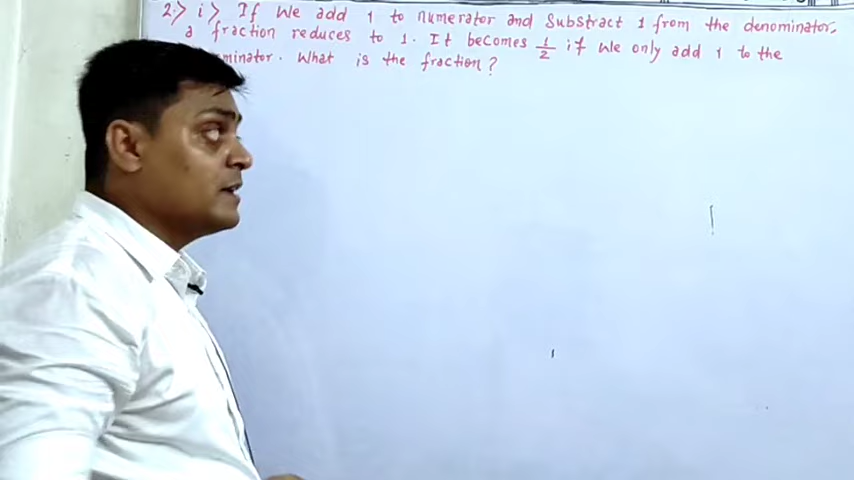 2.> i> If we add 1 to numerator and substract 1 from the denominator,
a fraction reduces to 1. It becomes 1/2 if we only add 1 to the
minator. What is the fraction?